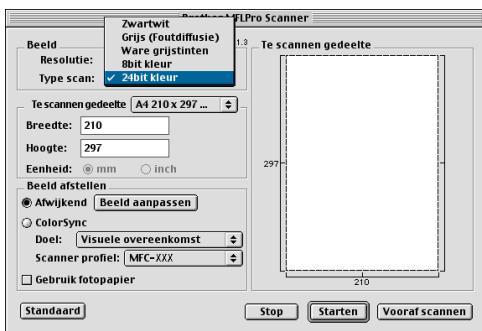 MFLPro Scanner
Zwartwit
Grijs (Foutdiffusie)
Ware grijstinten
8bit kleur
✓ 24bit kleur
1.3
Beeld
Resolutie:
Type scan:
Te scannen gedeelte A4 210 x 297 ...
Breedte: 210
Hoogte: 297
Eenheid: mm inch
Beeld afstellen
Afwijkend Beeld aanpassen
ColorSync
Doel: Visuele overeenkomst
Scanner profiel: MFC-XXX
Gebruik fotopapier
Te scannen gedeelte
297
210
Standaard Stop Starten Vooraf scannen